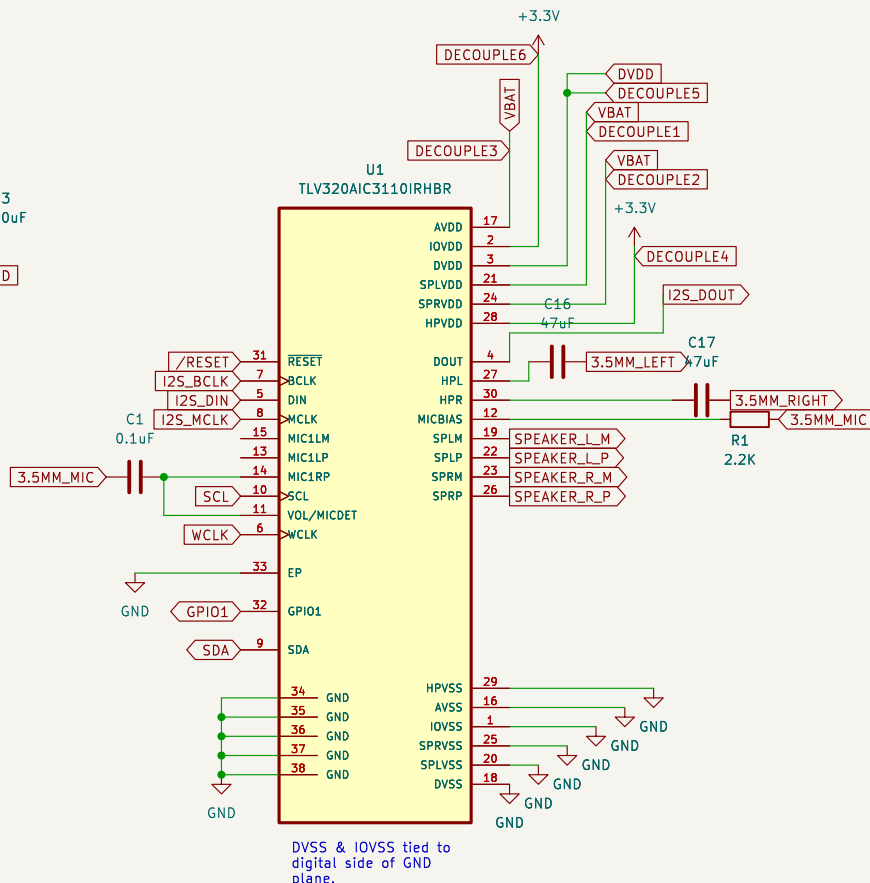 +3.3V
DECOUPLE6
DVDD
VBAT
DECOUPLE5
VBAT
DECOUPLE1
DECOUPLE3
VBAT
U1
DECOUPLE2
TLV320AIC3110IRHBR
3
+3.3V
0uF
AVDD 17
IOVDD 2
DECOUPLE4
DVDD 3
D
SPLVDD 21
I2S_DOUT
SPRVDD 24
C16
HPVDD 28
47uF
C17
/RESET 31 RESET
DOUT 4
3.5MM_LEFT
47uF
I2S_BCLK 7 BCLK
HPL 27
I2S_DIN 5 DIN
HPR 30
3.5MM_RIGHT
C1
I2S_MCLK 8 MCLK
MICBIAS 12
3.5MM_MIC
0.1uF
15 MIC1LM
SPLM 19 SPEAKER_L_M
R1
13 MIC1LP
SPLP 22 SPEAKER_L_P
2.2K
3.5MM_MIC
14 MIC1RP
SPRM 23 SPEAKER_R_M
SCL 10 SCL
SPRP 26 SPEAKER_R_P
11 VOL/MICDET
WCLK 6 WCLK
33 EP
GND
GPIO1 32 GPIO1
SDA 9 SDA
HPVSS 29
34 GND
AVSS 16
35 GND
GND
IOVSS 1
36 GND
GND
SPRVSS 25
37 GND
GND
SPLVSS 20
38 GND
GND
DVSS 18
GND
GND
GND
DVSS & IOVSS tied to
digital side of GND
plane.